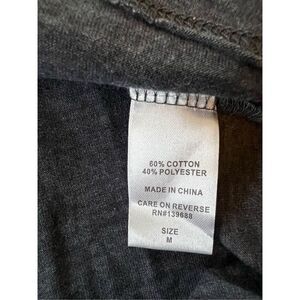 60% COTTON
40% POLYESTER
MADE IN CHINA
CARE ON REVERSE
RN#139688
SIZE
M